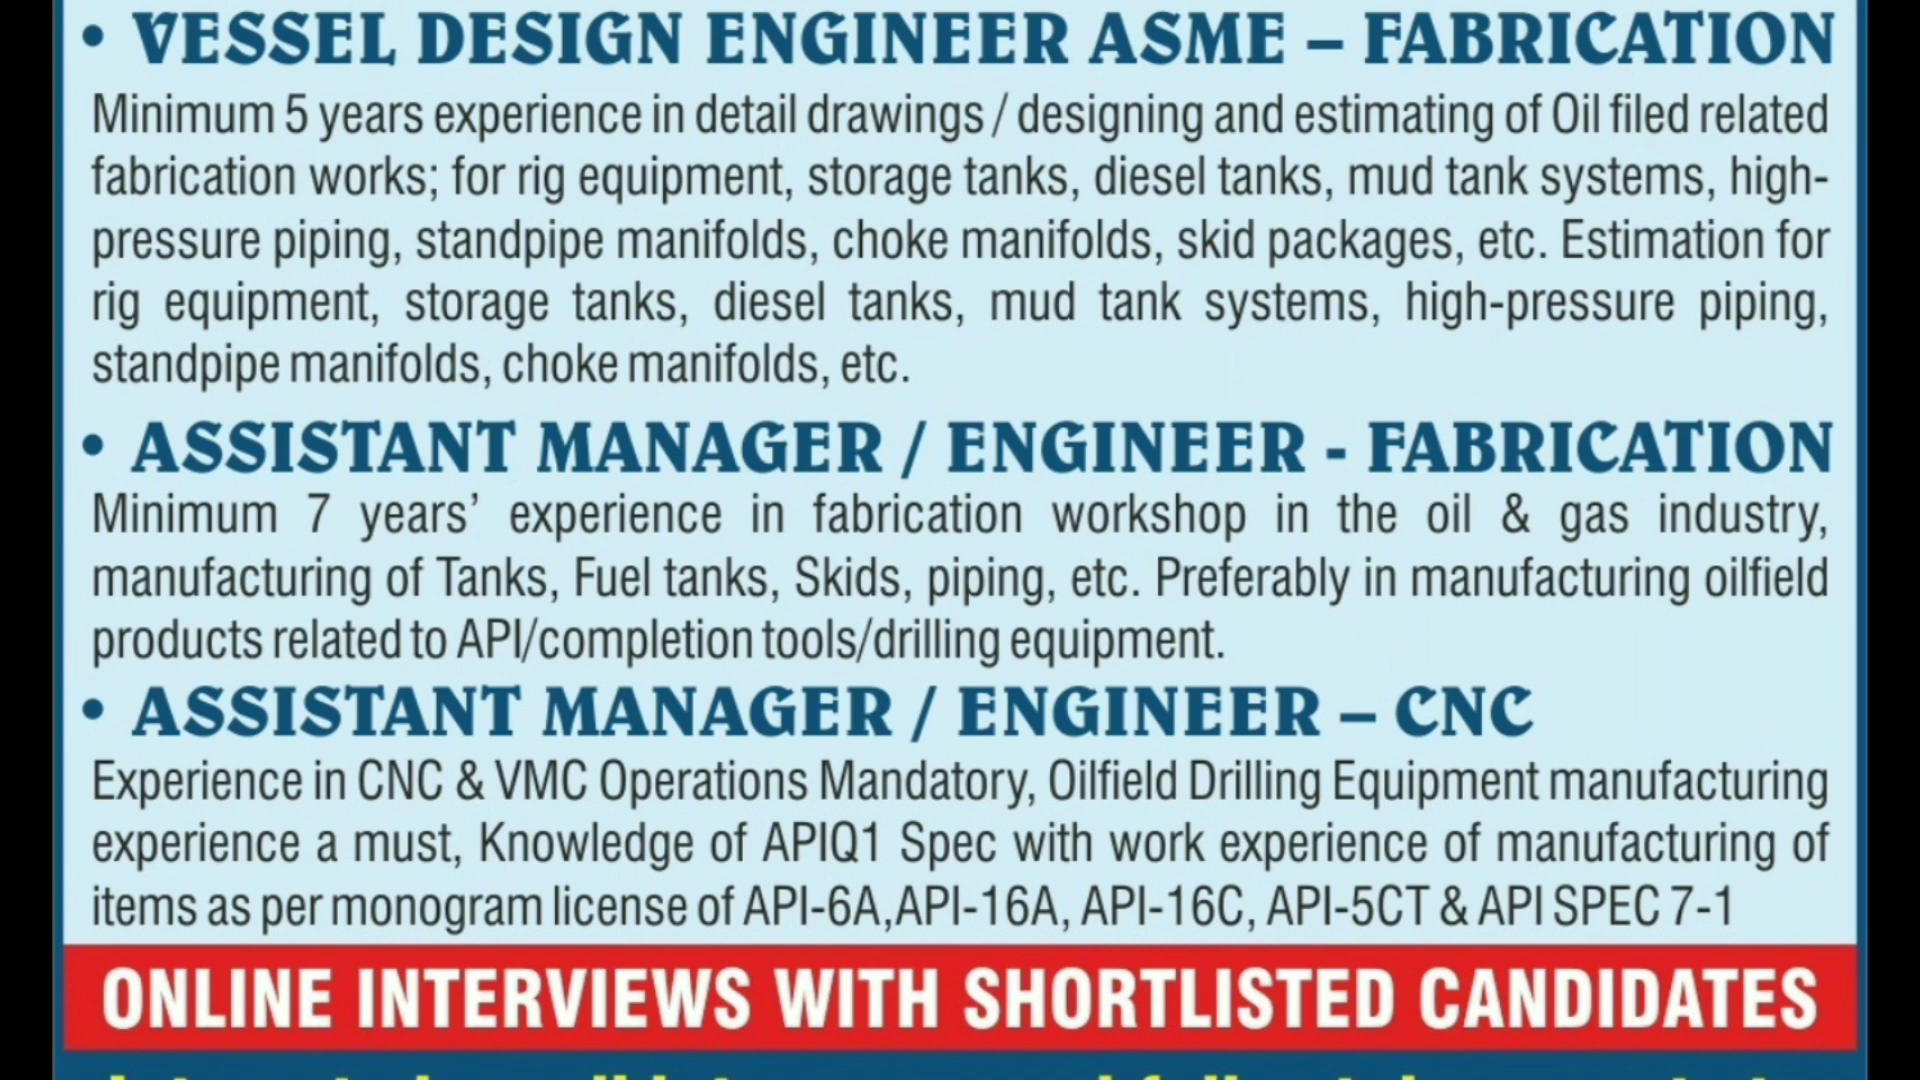 • VESSEL DESIGN ENGINEER ASME – FABRICATION
Minimum 5 years experience in detail drawings / designing and estimating of Oil filed related
fabrication works; for rig equipment, storage tanks, diesel tanks, mud tank systems, high-
pressure piping, standpipe manifolds, choke manifolds, skid packages, etc. Estimation for
rig equipment, storage tanks, diesel tanks, mud tank systems, high-pressure piping,
standpipe manifolds, choke manifolds, etc.
• ASSISTANT MANAGER / ENGINEER - FABRICATION
Minimum 7 years’ experience in fabrication workshop in the oil & gas industry,
manufacturing of Tanks, Fuel tanks, Skids, piping, etc. Preferably in manufacturing oilfield
products related to API/completion tools/drilling equipment.
• ASSISTANT MANAGER / ENGINEER – CNC
Experience in CNC & VMC Operations Mandatory, Oilfield Drilling Equipment manufacturing
experience a must, Knowledge of APIQ1 Spec with work experience of manufacturing of
items as per monogram license of API-6A,API-16A, API-16C, API-5CT & API SPEC 7-1
ONLINE INTERVIEWS WITH SHORTLISTED CANDIDATES